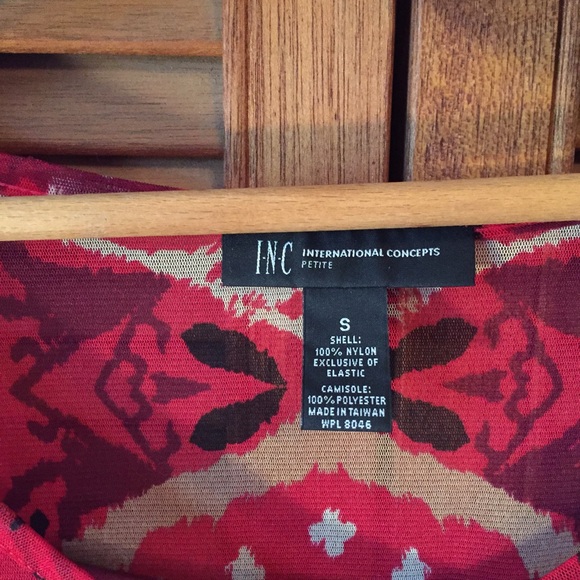 I·N·C INTERNATIONAL CONCEPTS
PETITE
S
SHELL:
100% NYLON
EXCLUSIVE OF
ELASTIC
CAMISOLE:
100% POLYESTER
MADE IN TAIWAN
WPL 8046